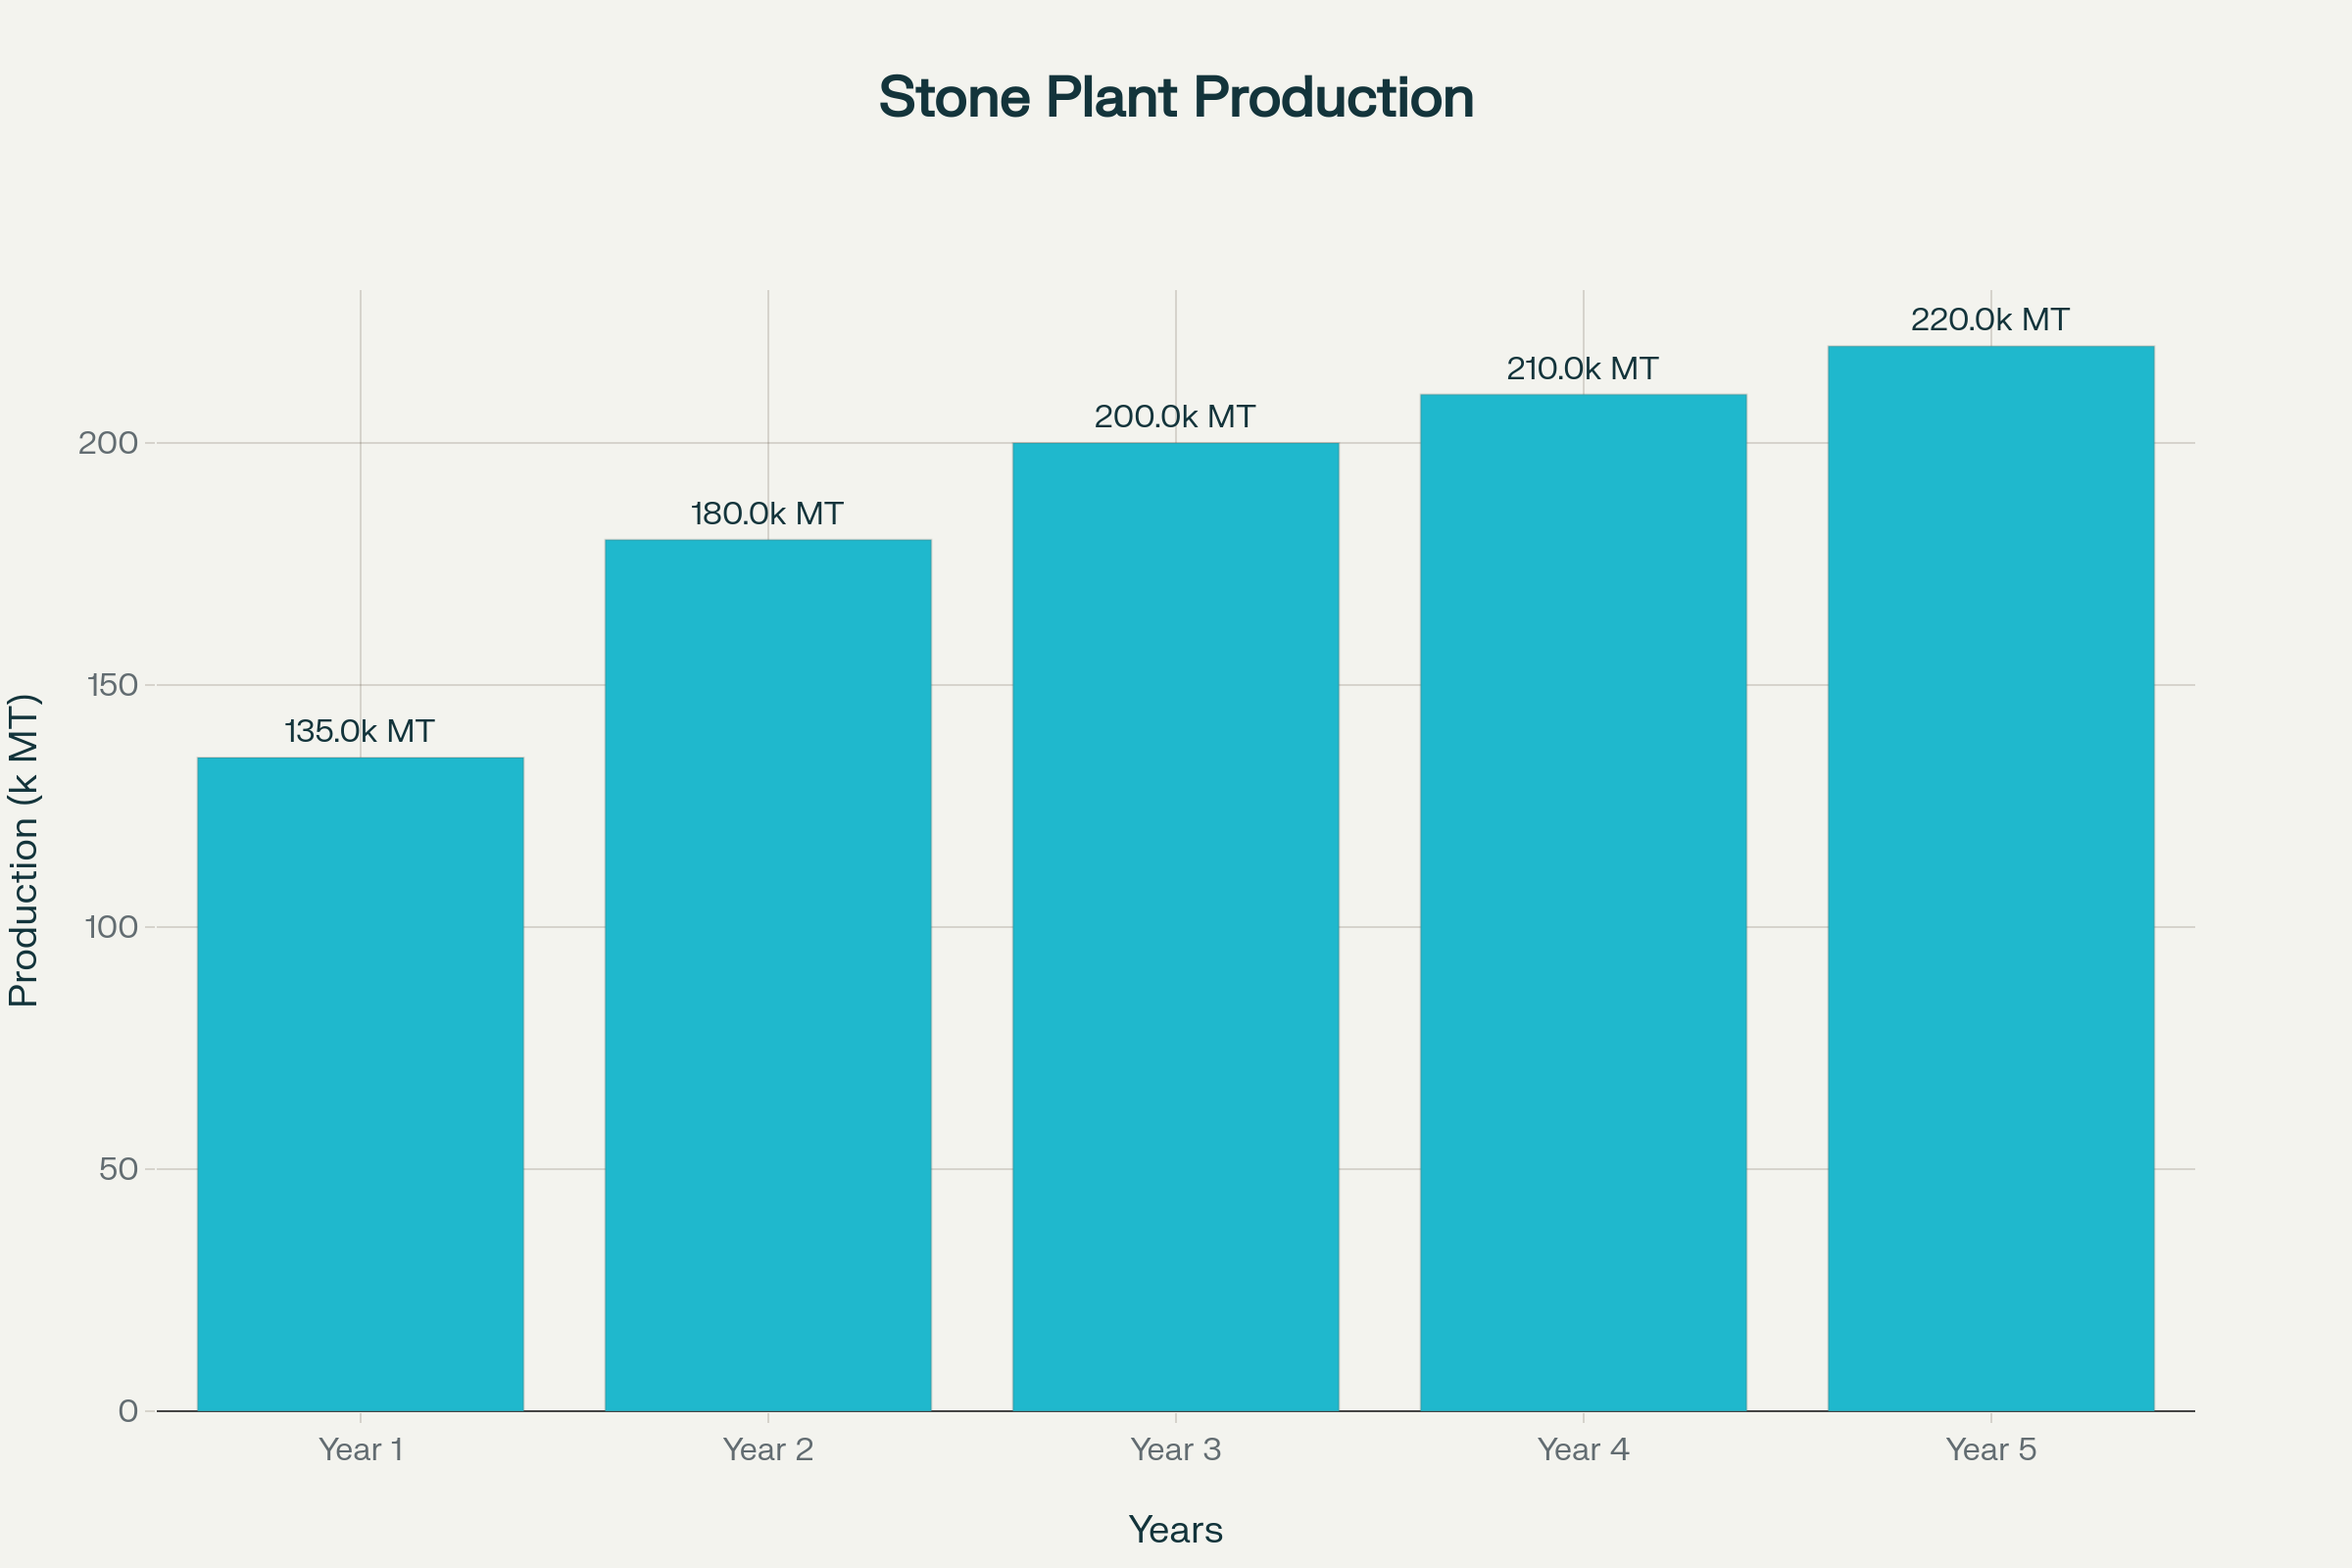 Stone Plant Production
220.0k MT
210.0k MT
200.0k MT
180.0k MT
135.0k MT
200
150
100
50
0
Production (k MT)
Year 1
Year 2
Year 3
Year 4
Year 5
Years